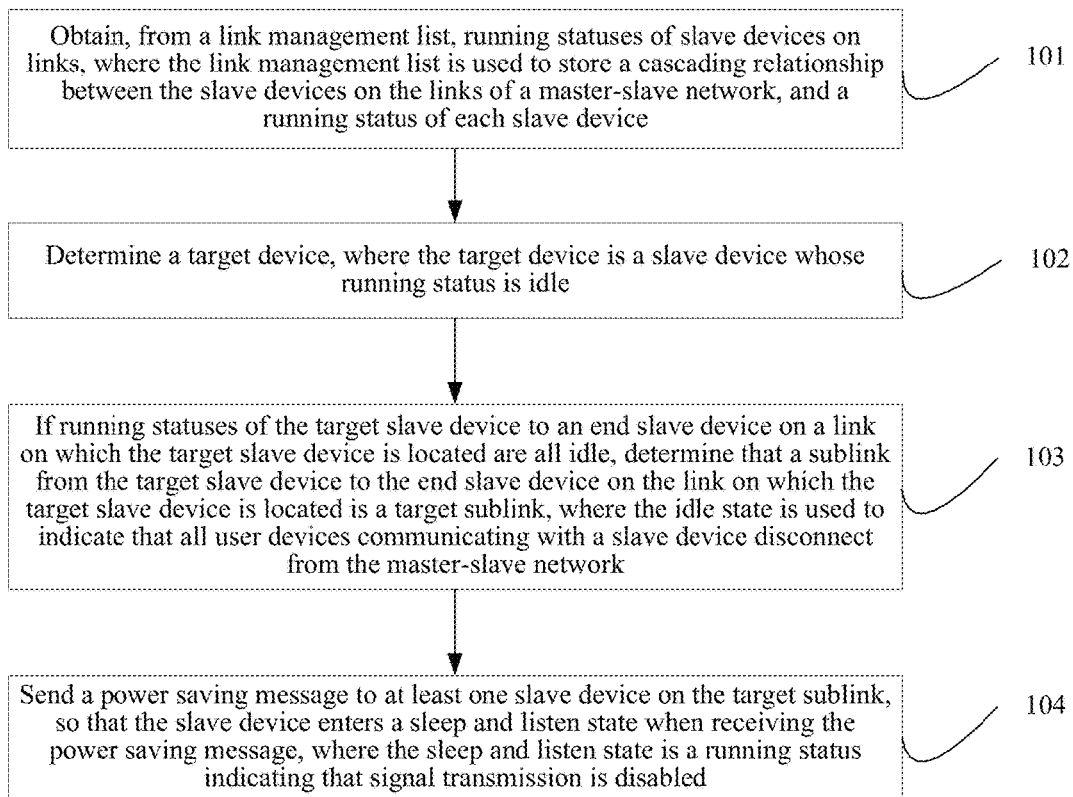 Obtain, from a link management list, running statuses of slave devices on
links, where the link management list is used to store a cascading relationship
between the slave devices on the links of a master-slave network, and a
running status of each slave device
101
Determine a target device, where the target device is a slave device whose
running status is idle
102
If running statuses of the target slave device to an end slave device on a link
on which the target slave device is located are all idle, determine that a sublink
from the target slave device to the end slave device on the link on which the
target slave device is located is a target sublink, where the idle state is used to
indicate that all user devices communicating with a slave device disconnect
from the master-slave network
103
Send a power saving message to at least one slave device on the target sublink,
so that the slave device enters a sleep and listen state when receiving the
power saving message, where the sleep and listen state is a running status
indicating that signal transmission is disabled
104